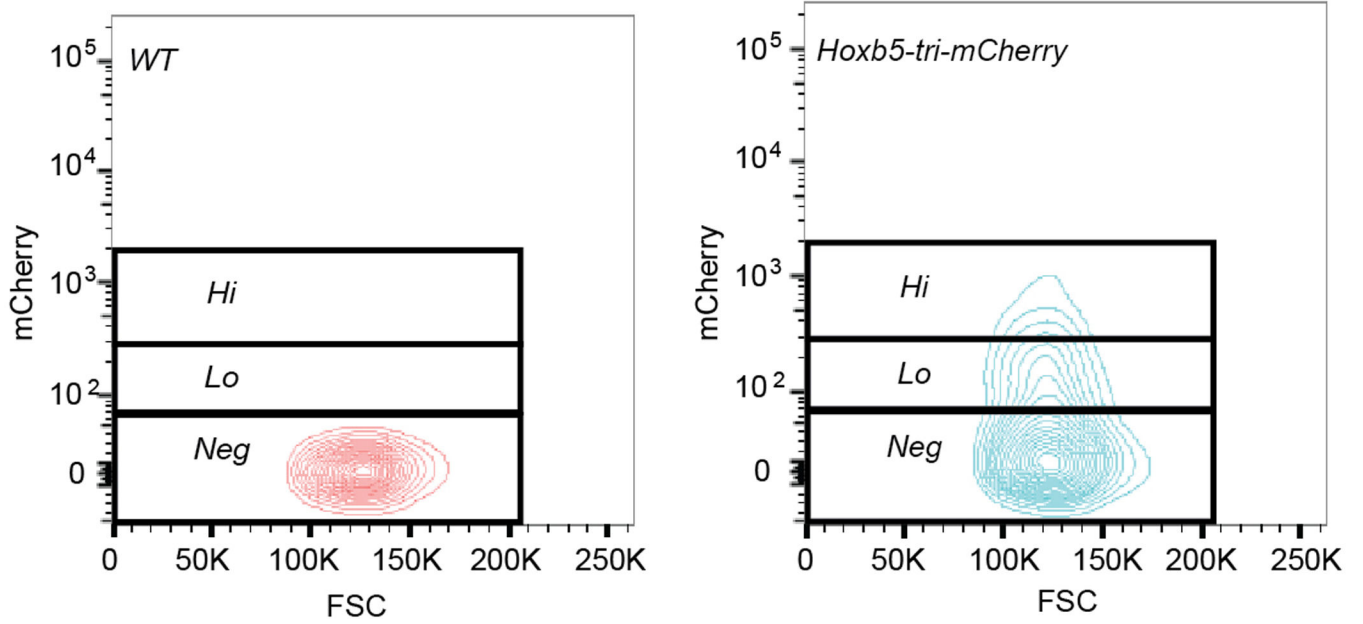 WT
10⁵
10⁴
10³
10²
0
mCherry
Hi
Lo
Neg
0 50K 100K 150K 200K 250K
FSC
Hoxb5-tri-mCherry
10⁵
10⁴
10³
10²
0
mCherry
Hi
Lo
Neg
0 50K 100K 150K 200K 250K
FSC